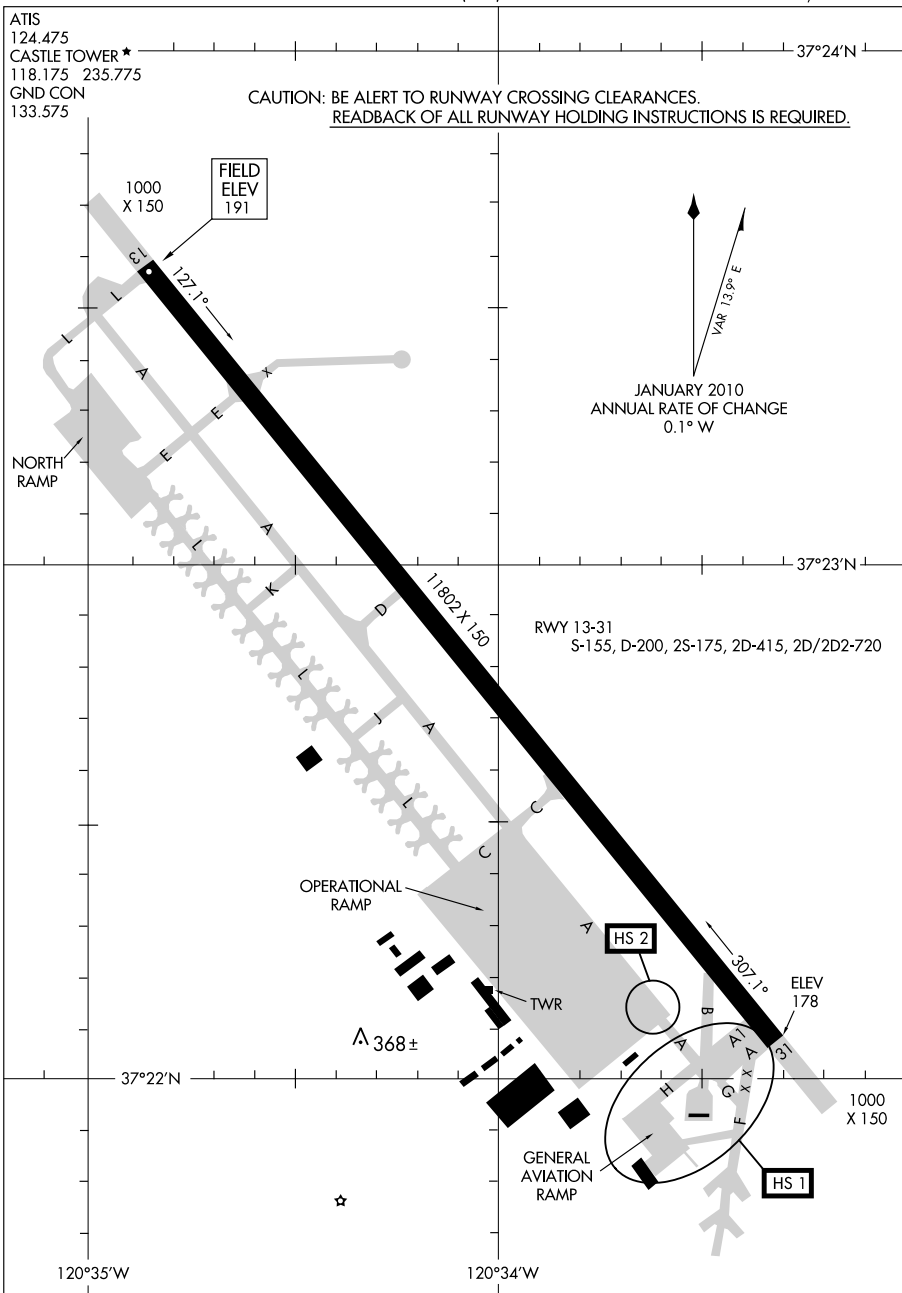 ATIS
124.475
CASTLE TOWER
118.175 235.775
GND CON
133.575
37°24'N
CAUTION: BE ALERT TO RUNWAY CROSSING CLEARANCES.
READBACK OF ALL RUNWAY HOLDING INSTRUCTIONS IS REQUIRED.
FIELD
ELEV
191
1000
X 150
13
127.1°
VAR 13.9° E
JANUARY 2010
ANNUAL RATE OF CHANGE
0.1° W
L
L
A
X
E
E
NORTH
RAMP
A
L
K
D
37°23'N
11802 X 150
RWY 13-31
S-155, D-200, 2S-175, 2D-415, 2D/2D2-720
L
J
A
L
C
C
OPERATIONAL
RAMP
A
HS 2
307.1°
ELEV
178
TWR
B
A1
A
A
31
368±
37°22'N
H
G
X X
F
1000
X 150
GENERAL
AVIATION
RAMP
HS 1
120°35'W
120°34'W